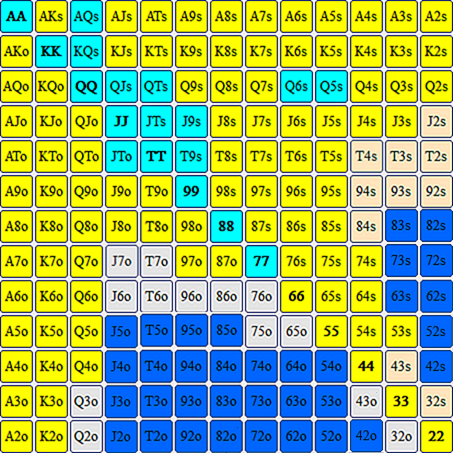 AA AKs AQs AJs ATs A9s A8s A7s A6s A5s A4s A3s A2s
AKo KK KQs KJs KTs K9s K8s K7s K6s K5s K4s K3s K2s
AQo KQo QQ QJs QTs Q9s Q8s Q7s Q6s Q5s Q4s Q3s Q2s
AJo KJo QJo JJ JTs J9s J8s J7s J6s J5s J4s J3s J2s
ATo KTo QTo JTo TT T9s T8s T7s T6s T5s T4s T3s T2s
A9o K9o Q9o J9o T9o 99 98s 97s 96s 95s 94s 93s 92s
A8o K8o Q8o J8o T8o 98o 88 87s 86s 85s 84s 83s 82s
A7o K7o Q7o J7o T7o 97o 87o 77 76s 75s 74s 73s 72s
A6o K6o Q6o J6o T6o 96o 86o 76o 66 65s 64s 63s 62s
A5o K5o Q5o J5o T5o 95o 85o 75o 65o 55 54s 53s 52s
A4o K4o Q4o J4o T4o 94o 84o 74o 64o 54o 44 43s 42s
A3o K3o Q3o J3o T3o 93o 83o 73o 63o 53o 43o 33 32s
A2o K2o Q2o J2o T2o 92o 82o 72o 62o 52o 42o 32o 22